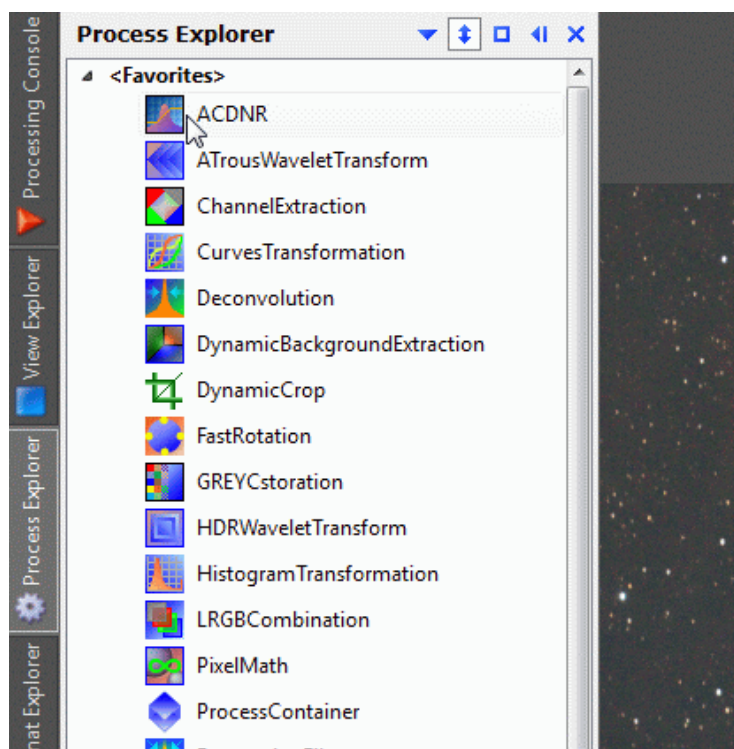 Process Explorer
<Favorites>
ACDNR
ATrousWaveletTransform
ChannelExtraction
CurvesTransformation
Deconvolution
DynamicBackgroundExtraction
DynamicCrop
FastRotation
GREYCstoration
HDRWaveletTransform
HistogramTransformation
LRGBCombination
PixelMath
ProcessContainer
Processing Console
View Explorer
Process Explorer
Explorer